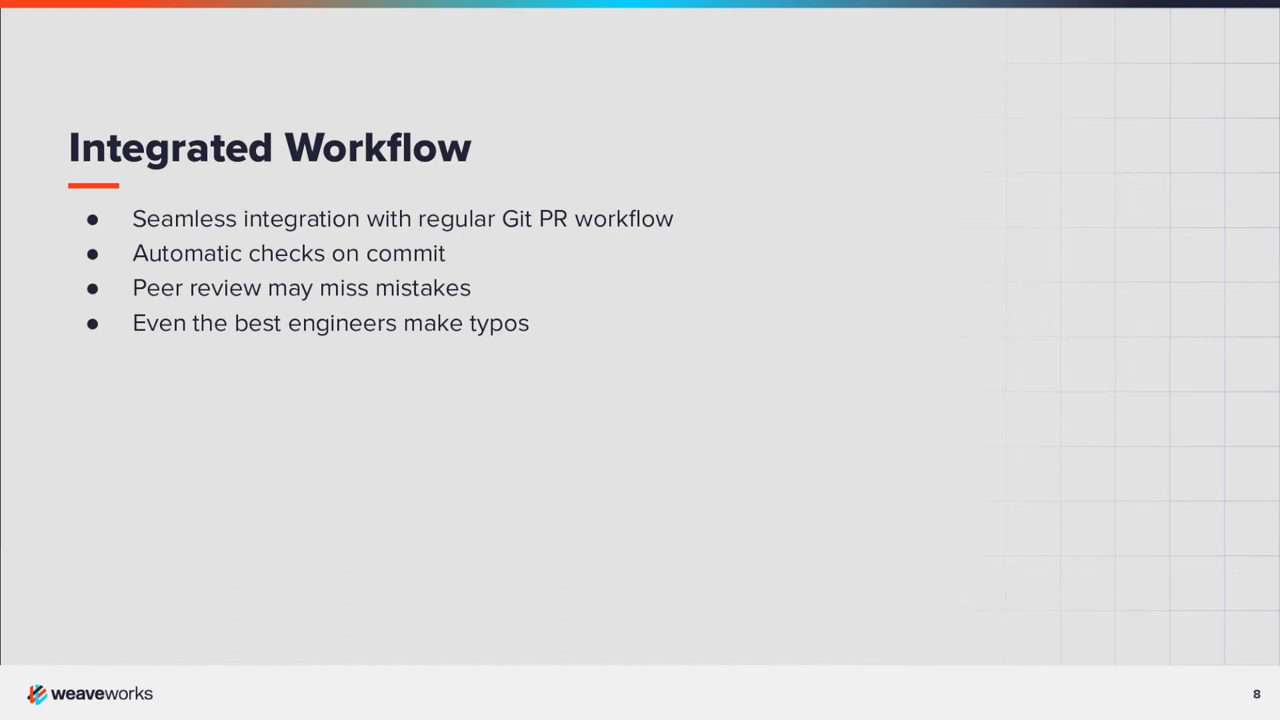 Integrated Workflow
● Seamless integration with regular Git PR workflow
● Automatic checks on commit
● Peer review may miss mistakes
● Even the best engineers make typos
weaveworks
8